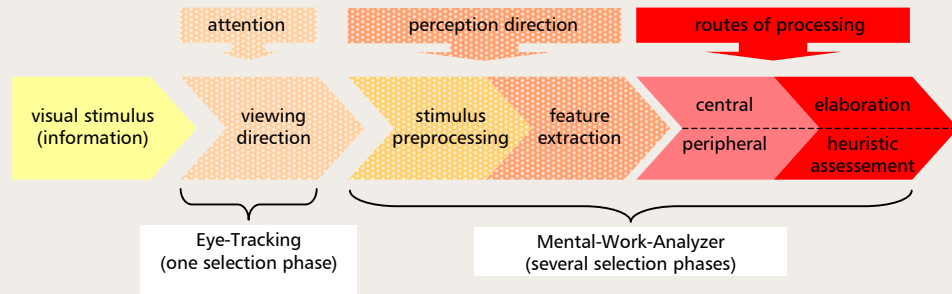 attention
perception direction
routes of processing
visual stimulus
(information)
viewing
direction
stimulus
preprocessing
feature
extraction
central
peripheral
elaboration
heuristic
assessement
Eye-Tracking
(one selection phase)
Mental-Work-Analyzer
(several selection phases)